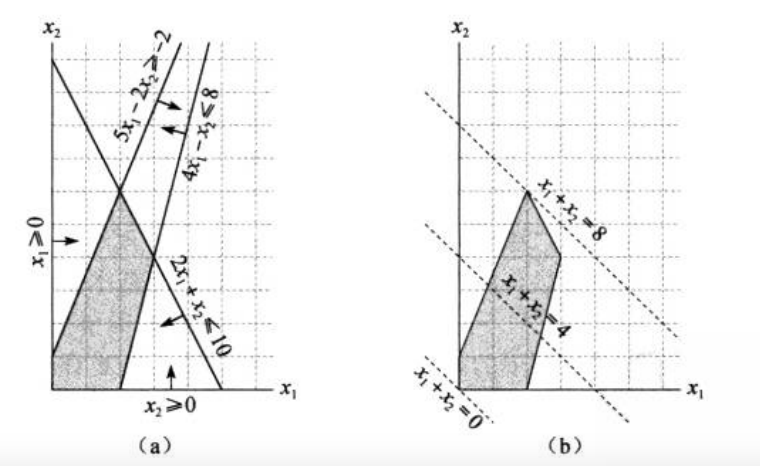 x₂
5x₁ − 2x₂ ⩾ −2
4x₁ − x₂ ⩽ 8
x₁ ⩾ 0
2x₁ + x₂ ⩽ 10
x₁
x₂ ⩾ 0
(a)
x₂
x₁ + x₂ = 8
x₁ + x₂ = 4
x₁ + x₂ = 0
x₁
(b)